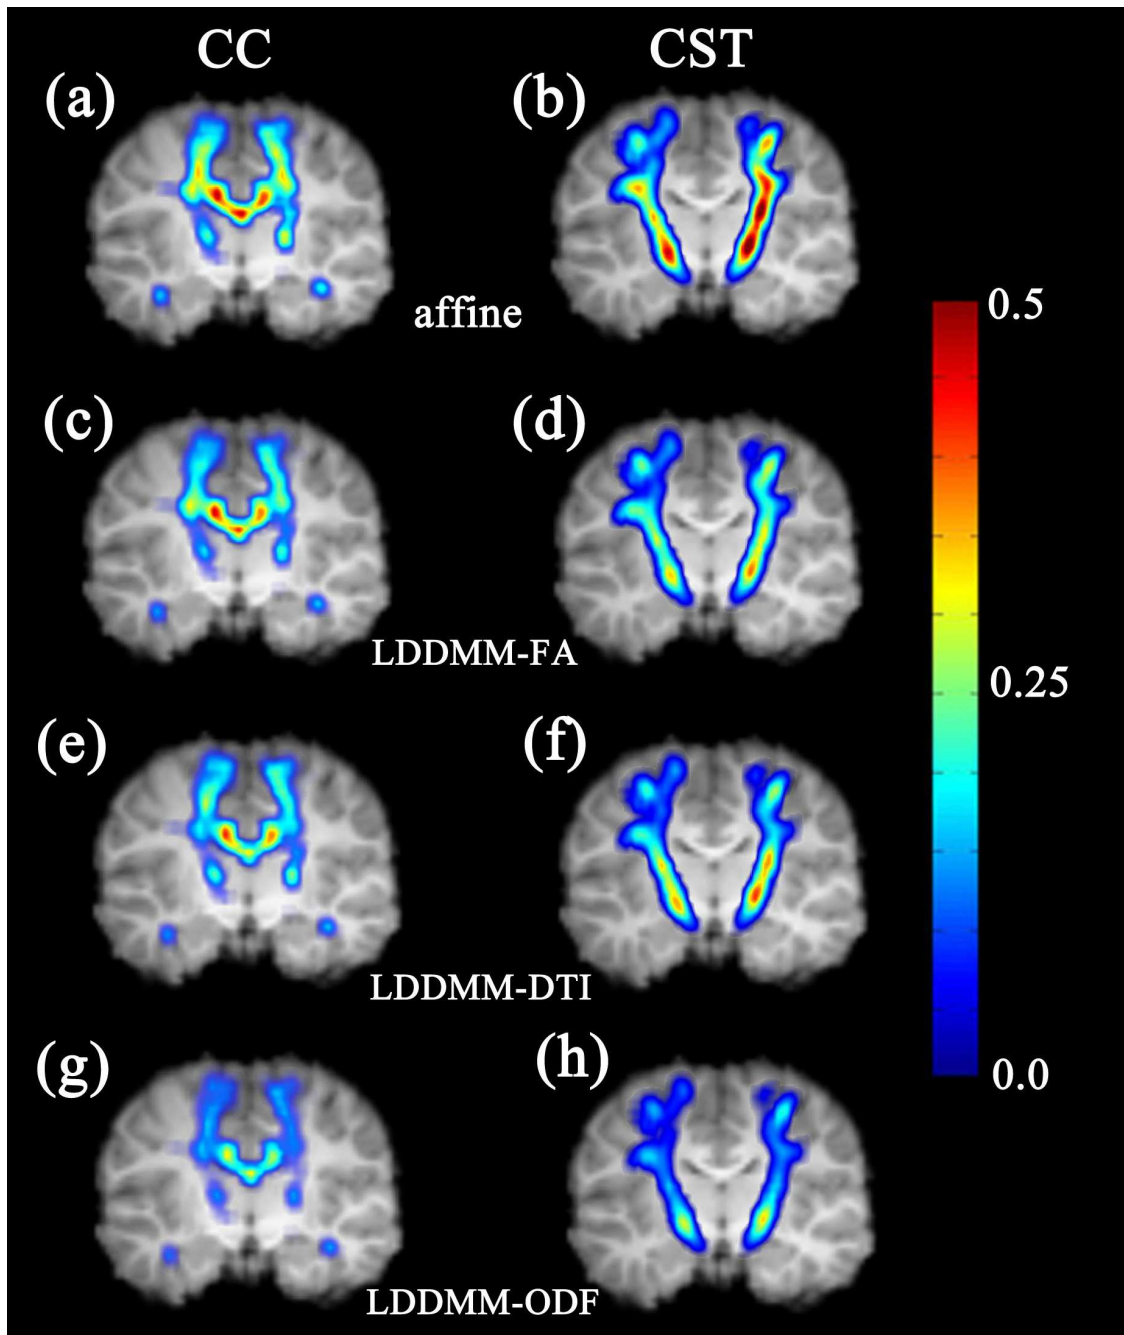 CC
CST
(a)
(b)
affine
0.5
(c)
(d)
LDDMM-FA
0.25
(e)
(f)
LDDMM-DTI
(g)
(h)
0.0
LDDMM-ODF